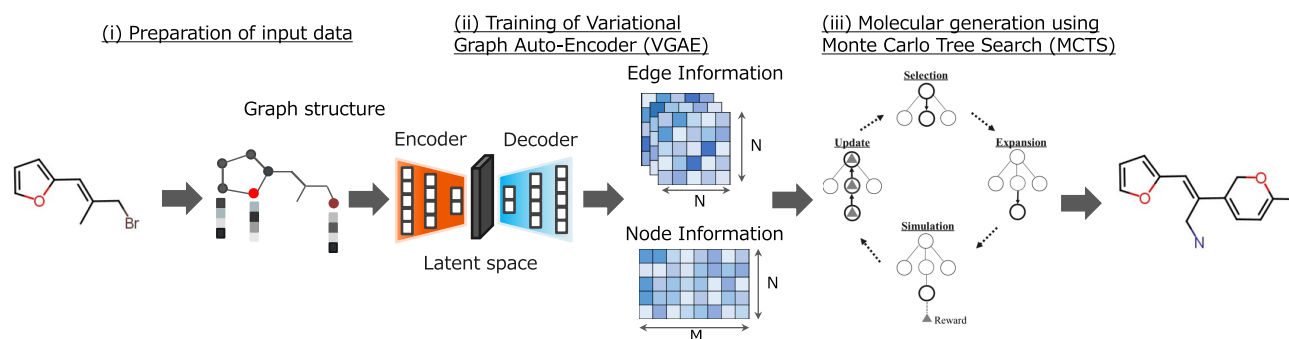 (i) Preparation of input data
(ii) Training of Variational
Graph Auto-Encoder (VGAE)
(iii) Molecular generation using
Monte Carlo Tree Search (MCTS)
Graph structure
O
Br
Encoder
Decoder
Latent space
Edge Information
N
N
Node Information
N
M
Selection
Expansion
Simulation
Reward
Update
O
O
N